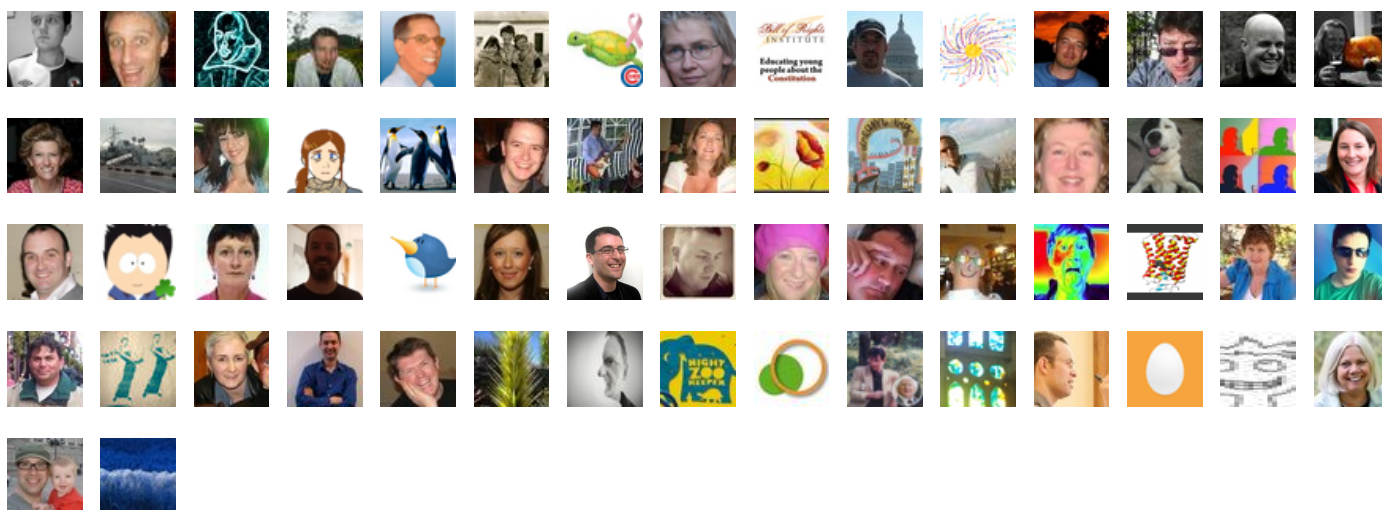 Bill of Rights
INSTITUTE
Educating young
people about the
Constitution
NIGHT
ZOO
KEEPER